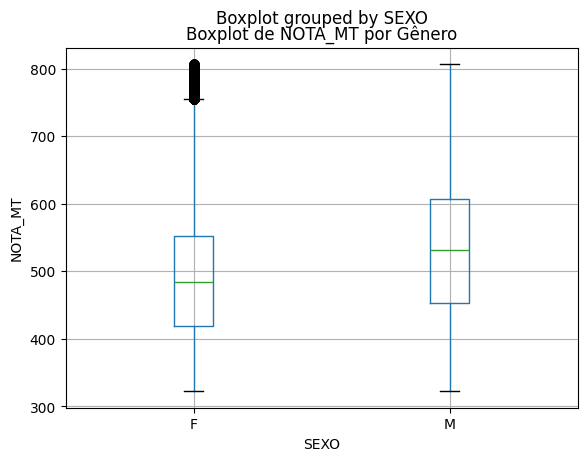 Boxplot grouped by SEXO
Boxplot de NOTA_MT por Gênero
800
700
600
500
400
300
NOTA_MT
F
M
SEXO